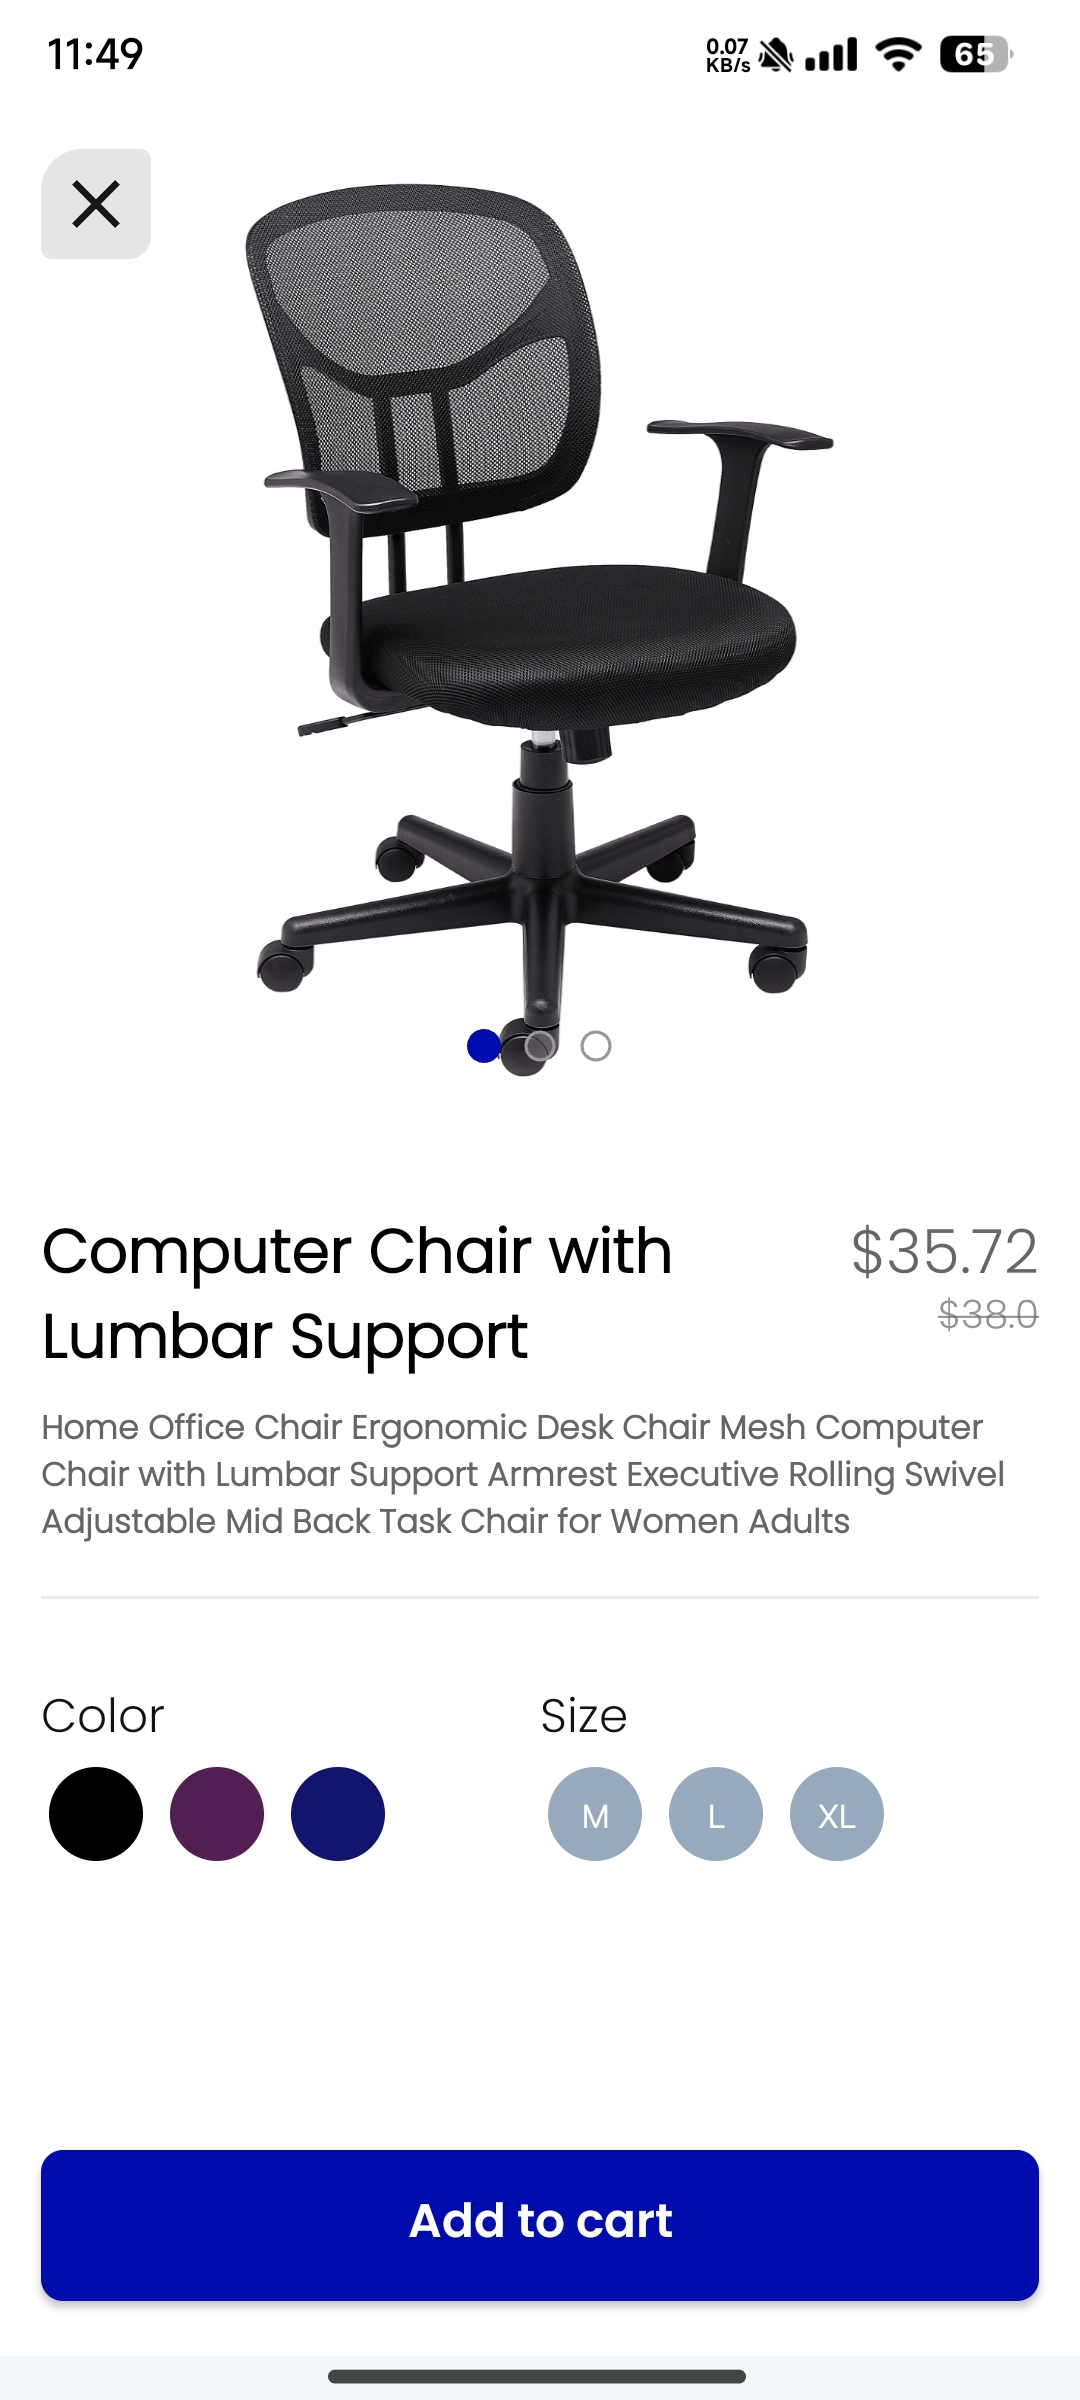 11:49
0.07
KB/s
65
Computer Chair with
Lumbar Support
$35.72
$38.0
Home Office Chair Ergonomic Desk Chair Mesh Computer
Chair with Lumbar Support Armrest Executive Rolling Swivel
Adjustable Mid Back Task Chair for Women Adults
Color
Size
M L XL
Add to cart